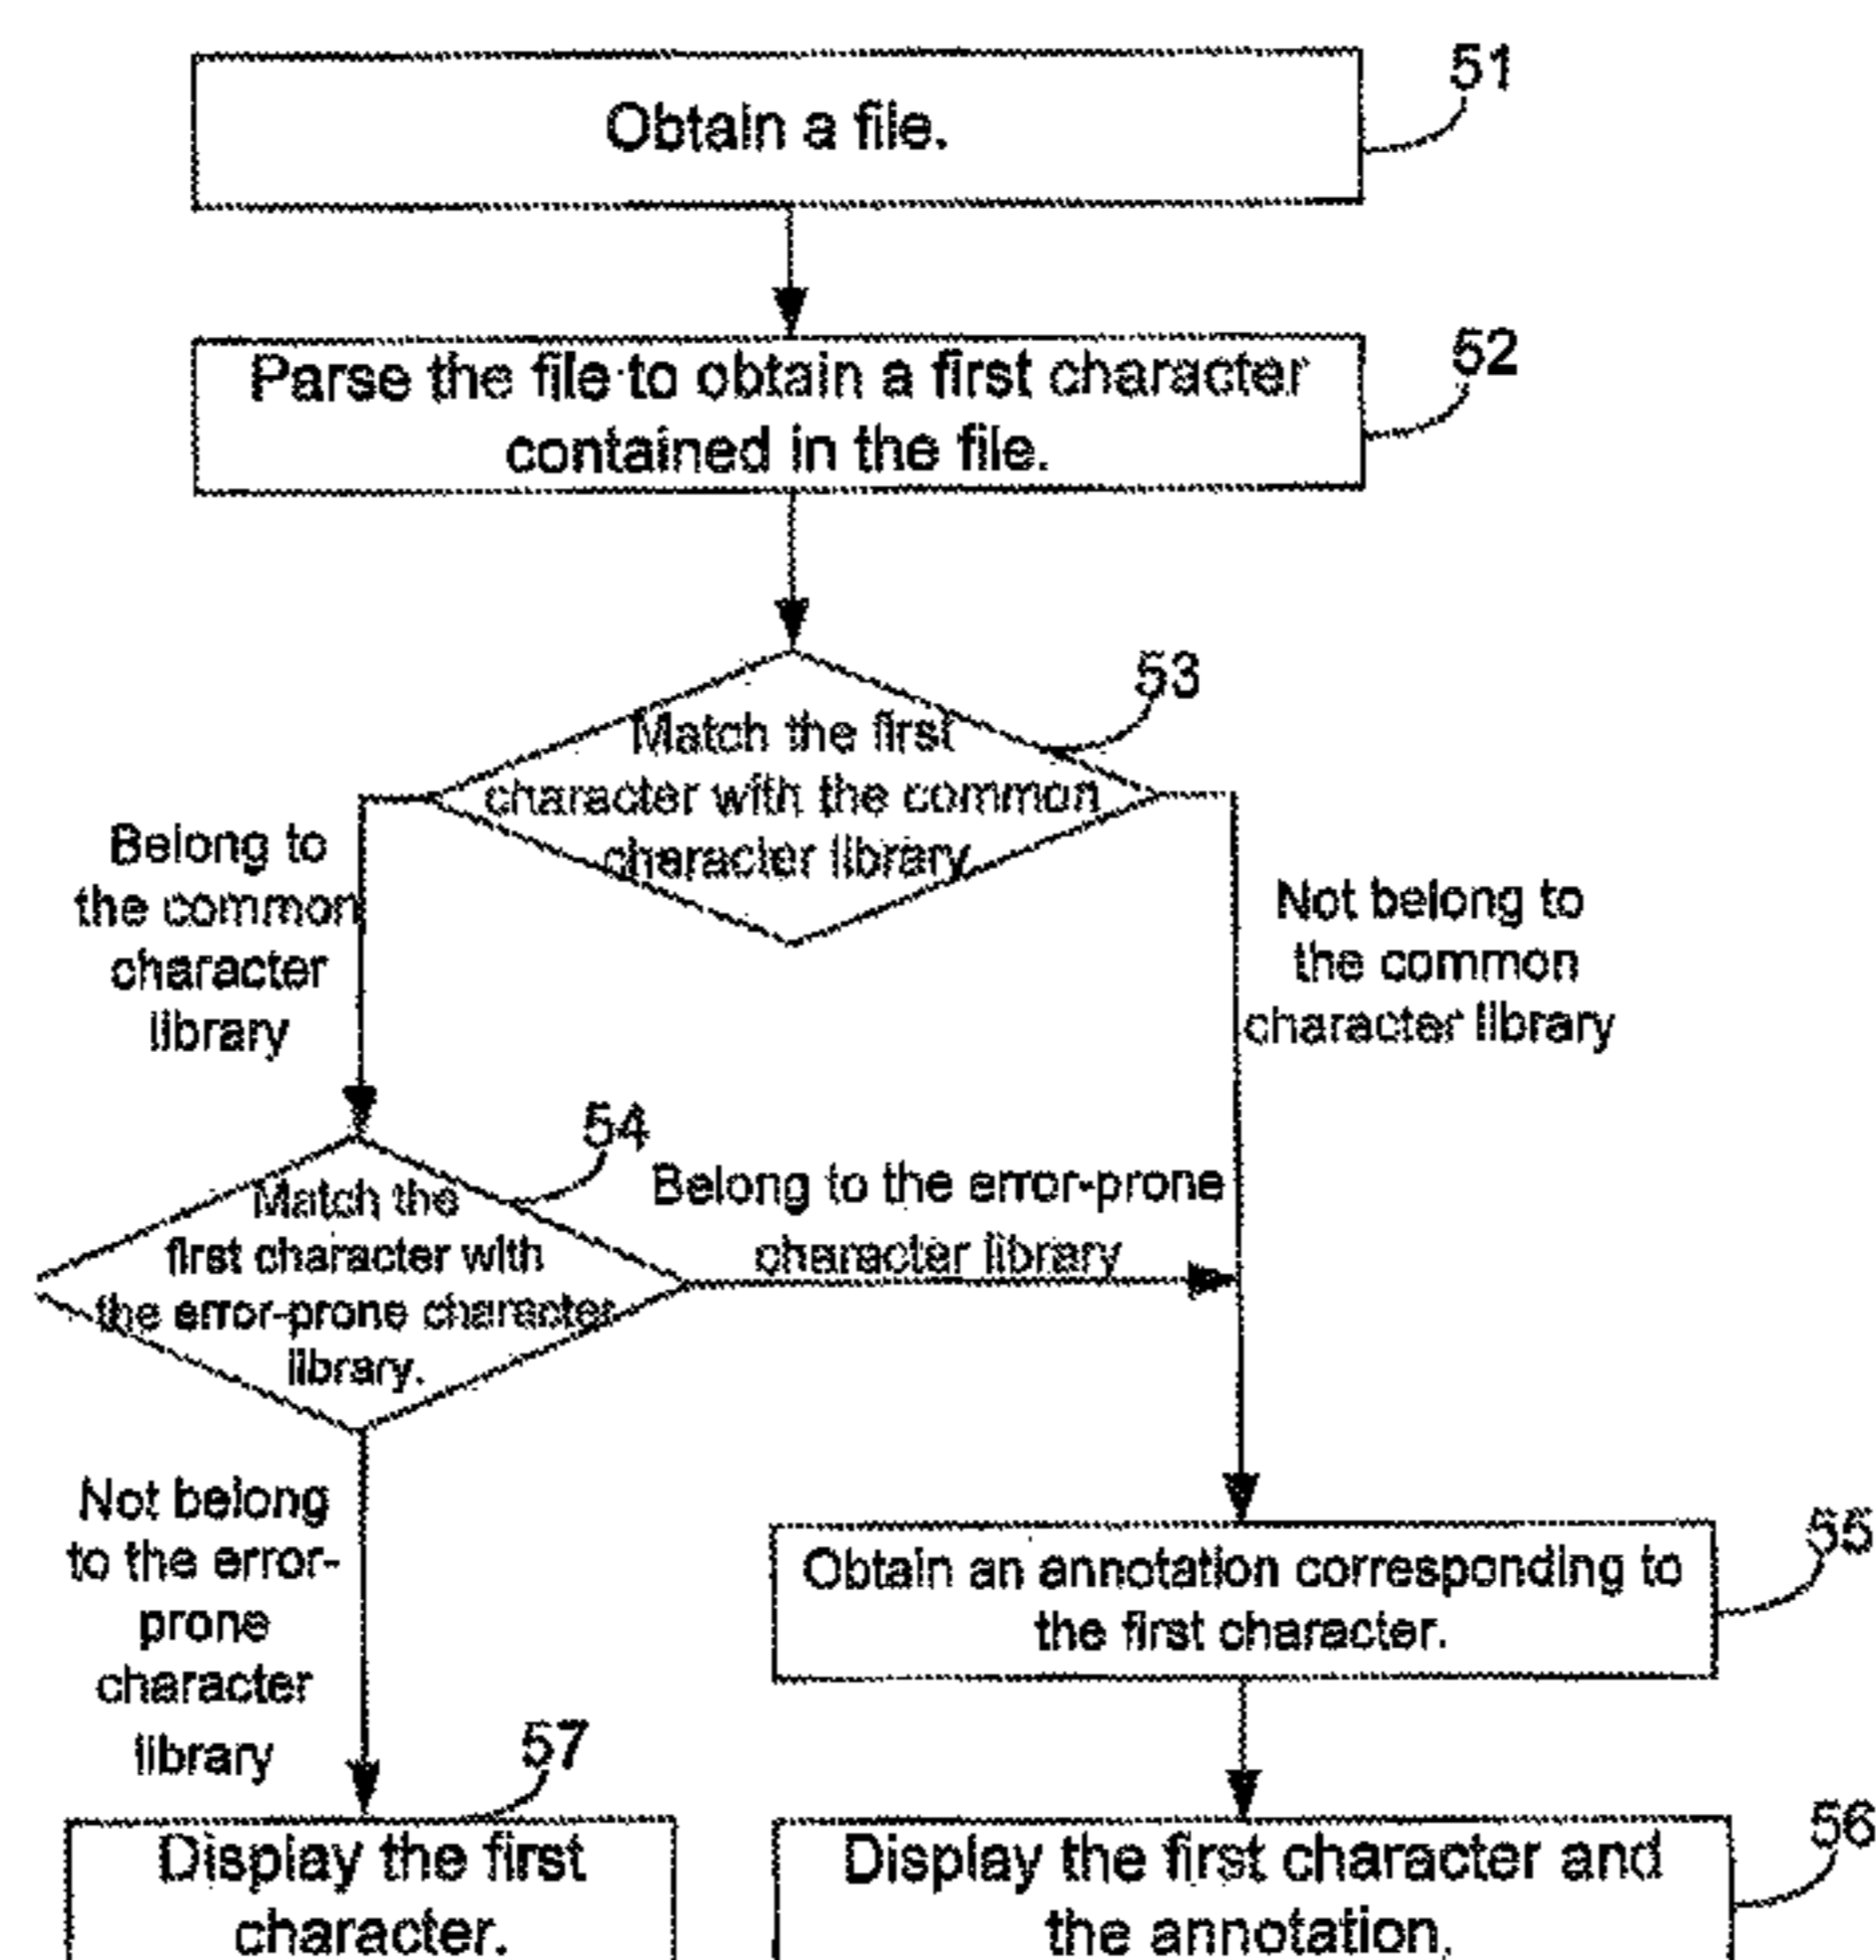 Obtain a file.
51
Parse the file to obtain a first character
contained in the file.
52
53
Match the first
character with the common
character library
Belong to
the common
character
library
Not belong to
the common
character library
54
Match the
first character with
the error-prone character
library.
Belong to the error-prone
character library
Not belong
to the error-
prone
character
library
55
Obtain an annotation corresponding to
the first character.
57
Display the first
character.
56
Display the first character and
the annotation.